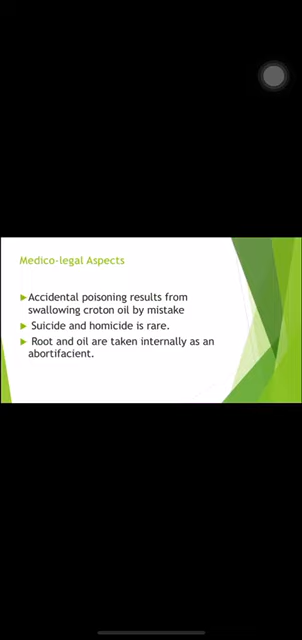 Medico-legal Aspects
Accidental poisoning results from
swallowing croton oil by mistake
Suicide and homicide is rare.
Root and oil are taken internally as an
abortifacient.